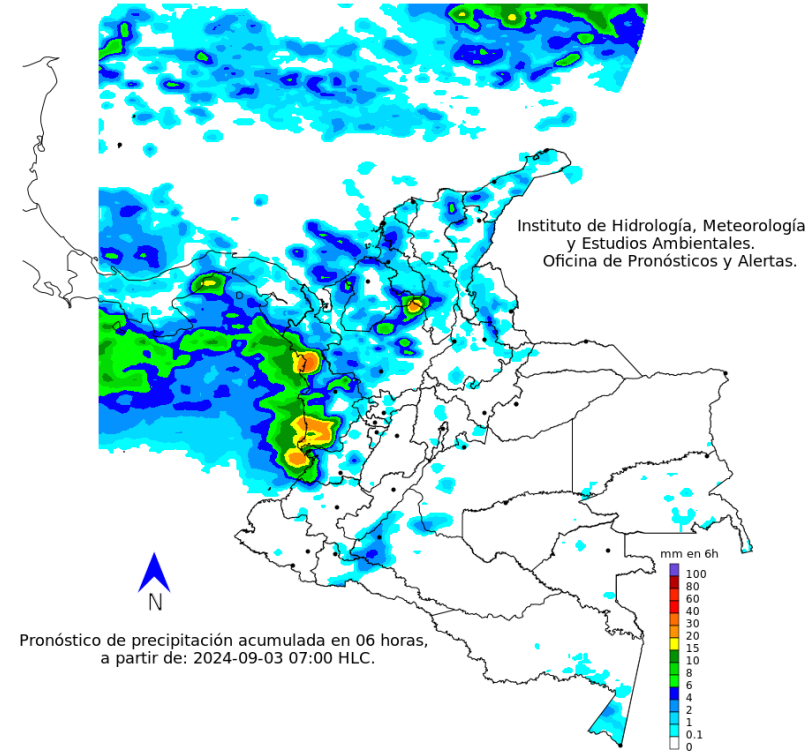 Instituto de Hidrología, Meteorología
y Estudios Ambientales.
Oficina de Pronósticos y Alertas.
mm en 6h
100
80
60
40
30
20
15
10
8
6
4
2
1
0.1
0
N
Pronóstico de precipitación acumulada en 06 horas,
a partir de: 2024-09-03 07:00 HLC.